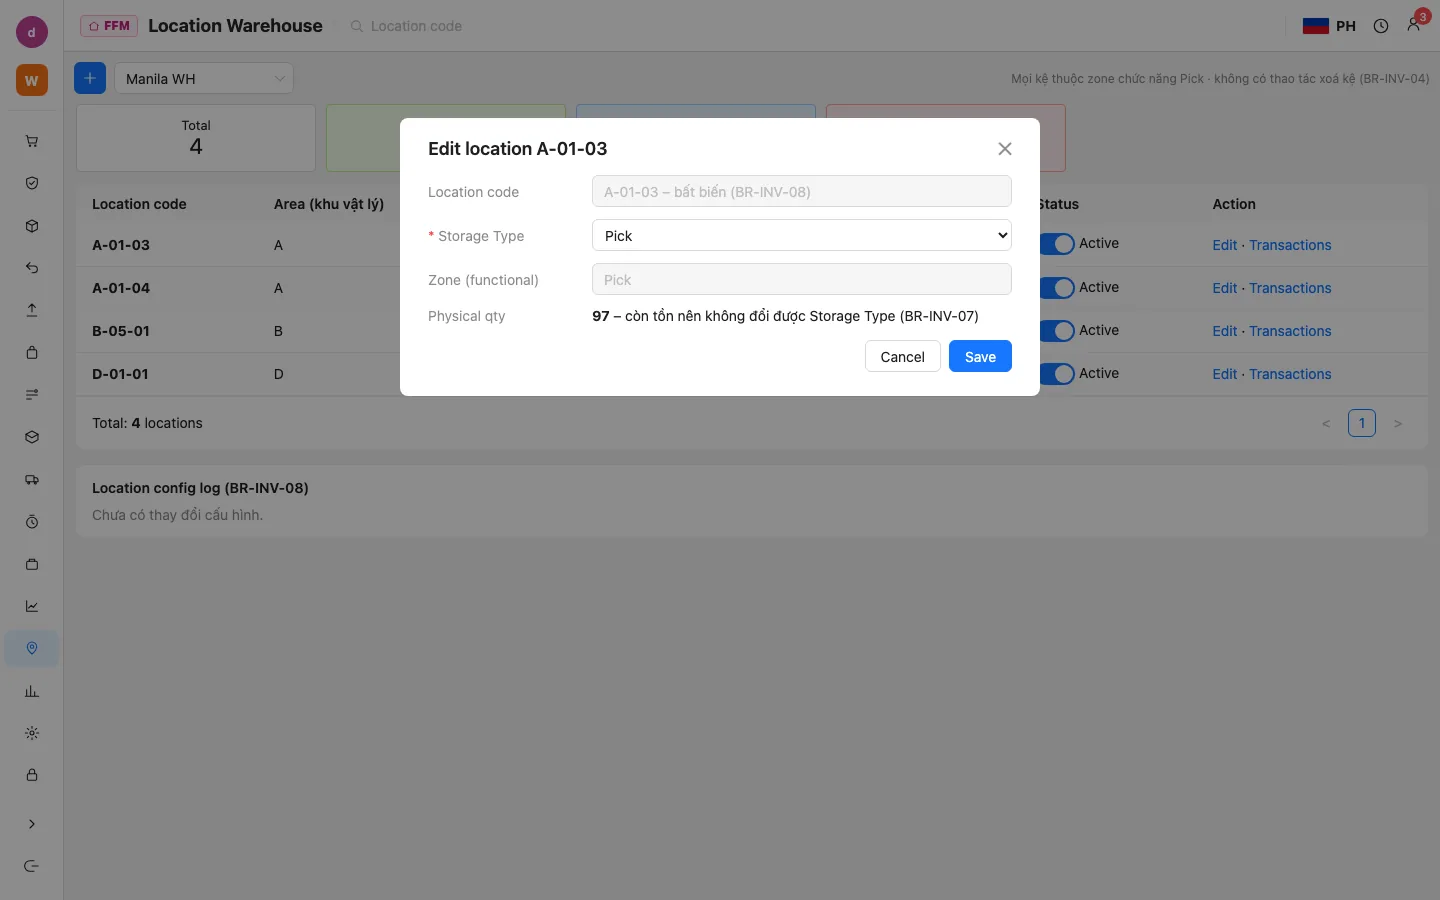 d
FFM
Location Warehouse
Location code
PH
3
W
Manila WH
Mọi kệ thuộc zone chức năng Pick · không có thao tác xoá kệ (BR-INV-04)
Total
4
Edit location A-01-03
Location code
A-01-03 – bất biến (BR-INV-08)
* Storage Type
Pick
Zone (functional)
Pick
Physical qty
97 – còn tồn nên không đổi được Storage Type (BR-INV-07)
Cancel
Save
Location code
Area (khu vật lý)
Status
Action
A-01-03
A
Active
Edit · Transactions
A-01-04
A
Active
Edit · Transactions
B-05-01
B
Active
Edit · Transactions
D-01-01
D
Active
Edit · Transactions
Total: 4 locations
< 1 >
Location config log (BR-INV-08)
Chưa có thay đổi cấu hình.